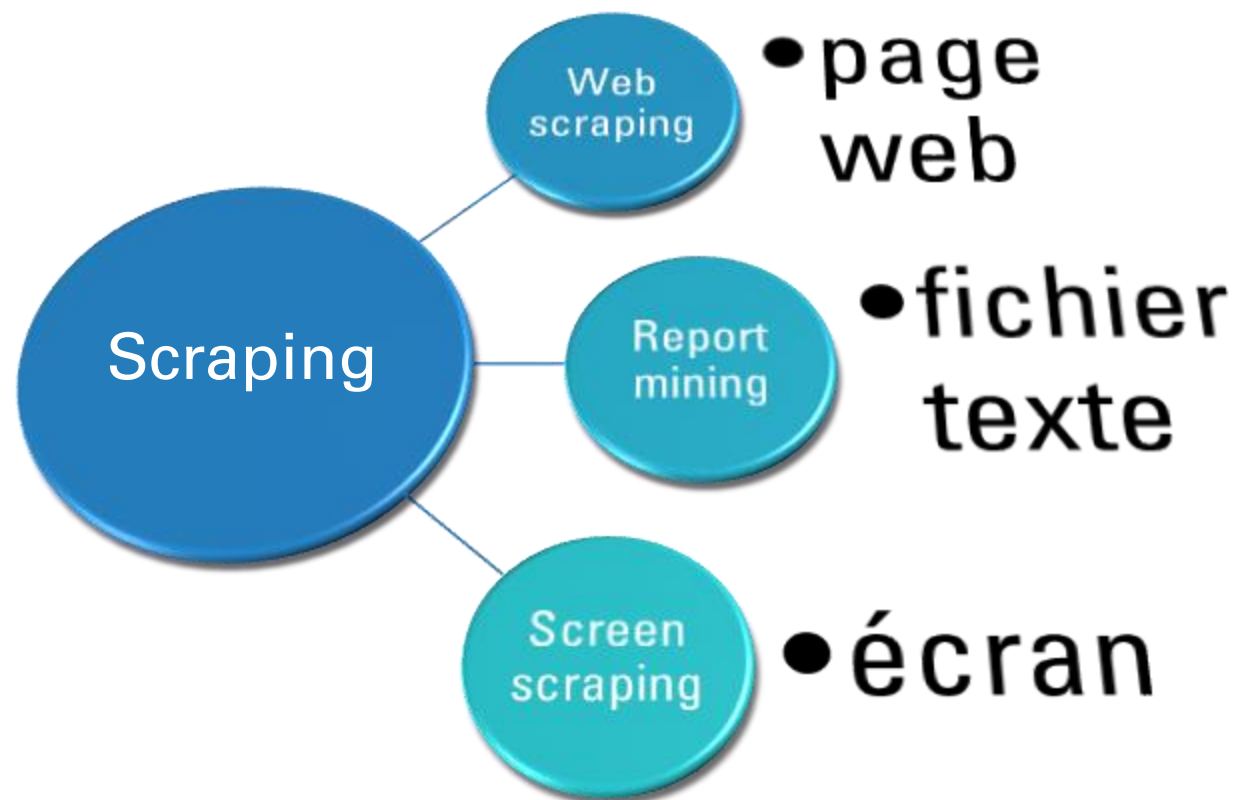 Scraping
Web
scraping
• page
web
Report
mining
• fichier
texte
Screen
scraping
• écran